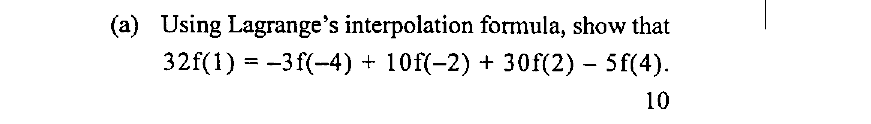 (a) Using Lagrange's interpolation formula, show that
32f(1) = –3f(–4) + 10f(–2) + 30f(2) – 5f(4).
10